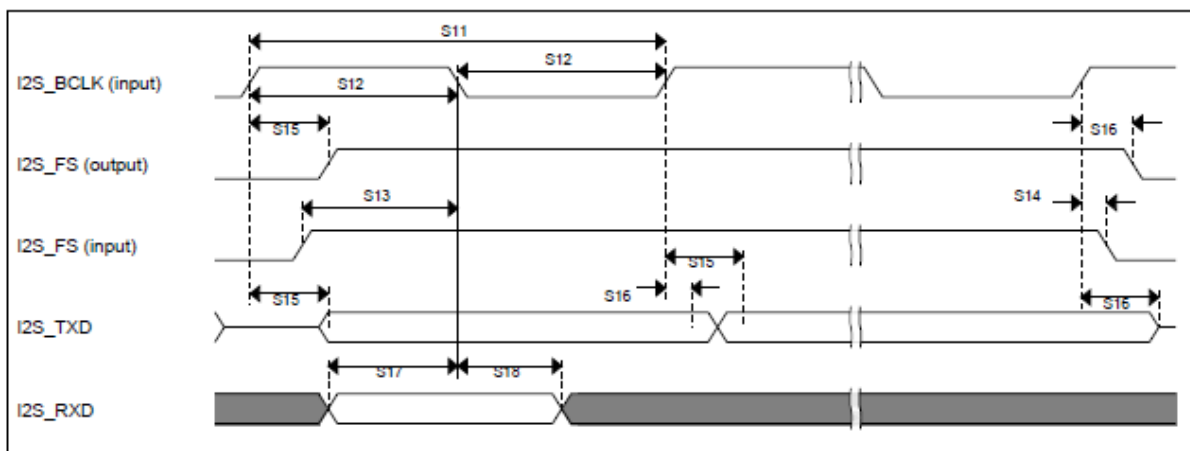 S11
I2S_BCLK (input)
S12
S12
S15
S16
I2S_FS (output)
S13
S14
I2S_FS (input)
S15
S16
S15
S16
I2S_TXD
S17
S18
I2S_RXD